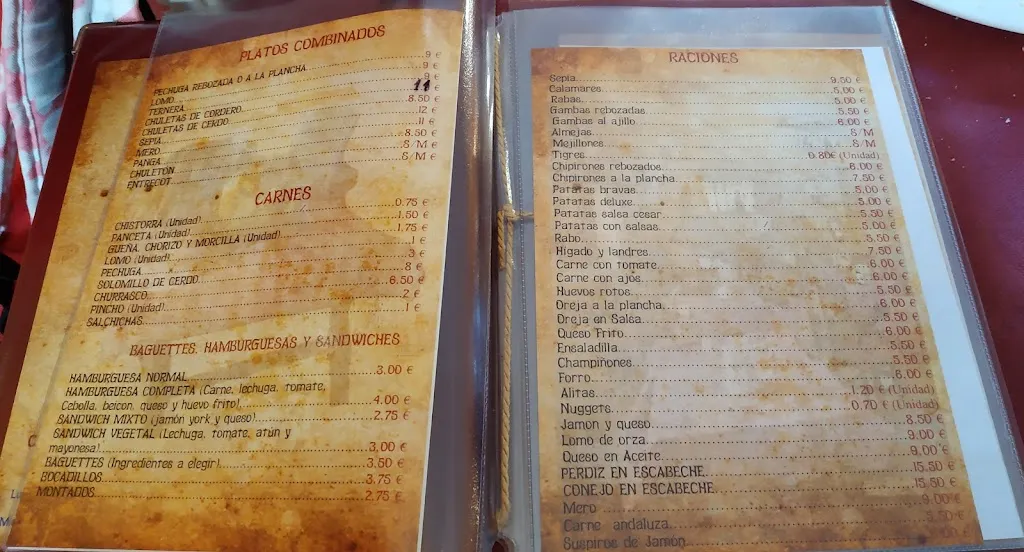 PLATOS COMBINADOS
PECHUGA REBOZADA O A LA PLANCHA 9 €
LOMO 9 €
TERNERA 9 €
CHULETAS DE CORDERO 11 €
CHULETAS DE CERDO 8.50 €
SEPIA 12 €
MERO 11 €
PANGA 8.50 €
CHULETON S/M €
ENTRECOT S/M €
CARNES
CHISTORRA (Unidad) 0.75 €
PANCETA (Unidad) 1.50 €
GUEÑA, CHORIZO Y MORCILLA (Unidad) 1.75 €
LOMO (Unidad) 1 €
PECHUGA 3 €
SOLOMILLO DE CERDO 8 €
CHURRASCO 6.50 €
PINCHO (Unidad) 2 €
SALCHICHAS 1 €
BAGUETTES, HAMBURGUESAS Y SANDWICHES
HAMBURGUESA NORMAL 3.00 €
HAMBURGUESA COMPLETA (Carne, lechuga, tomate,
Cebolla, beicon, queso y huevo frito) 4.00 €
SANDWICH MIXTO (jamón york y queso) 2.75 €
SANDWICH VEGETAL (Lechuga, tomate, atún y
mayonesa) 3,00 €
BAGUETTES (Ingredientes a elegir) 3.50 €
BOCADILLOS 3,75 €
MONTADOS 2.75 €
RACIONES
Sepia 9.50 €
Calamares 5,00 €
Rabas 5.00 €
Gambas rebozadas 5.50 €
Gambas al ajillo 6.00 €
Almejas S/M
Mejillones S/M
Tigres 0.80€ (Unidad)
Chipirones rebozados 6.00 €
Chipirones a la plancha 7.50 €
Patatas bravas 5.00 €
Patatas deluxe 5.00 €
Patatas salsa cesar 5.50 €
Patatas con salsas 5.00 €
Rabo 5.50 €
Higado y landres 7.50 €
Carne con tomate 6.00 €
Carne con ajos 6.00 €
Huevos rotos 5.50 €
Oreja a la plancha 6.00 €
Oreja en Salsa 5.50 €
Queso Frito 6.00 €
Ensaladilla 5.50 €
Champiñones 5.50 €
Forro 6.00 €
Alitas 1.20 € (Unidad)
Nuggets 0.70 € (Unidad)
Jamon y queso 8.50 €
Lomo de orza 9.00 €
Queso en Aceite 9,00 €
PERDIZ EN ESCABECHE 15.50 €
CONEJO EN ESCABECHE 15.50 €
Mero 9.00 €
Carne andaluza
Suspiros de Jamón